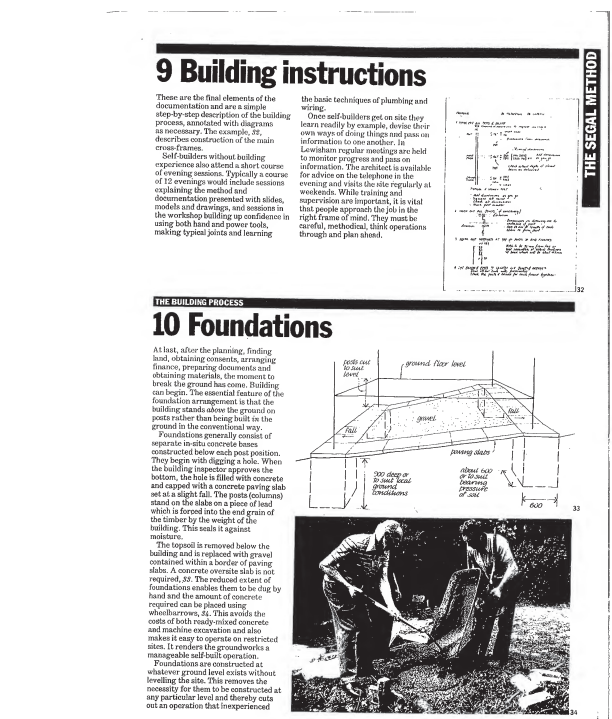 THE SEGAL METHOD
9 Building instructions
These are the final elements of the
documentation and are a simple
step-by-step description of the building
process, annotated with diagrams
as necessary. The example, 32,
describes construction of the main
cross-frames.
Self-builders without building
experience also attend a short course
of evening sessions. Typically a course
of 12 evenings would include sessions
explaining the method and
documentation presented with slides,
models and drawings, and sessions in
the workshop building up confidence in
using both hand and power tools,
making typical joints and learning
the basic techniques of plumbing and
wiring.
Once self-builders get on site they
learn readily by example, devise their
own ways of doing things and pass on
information to one another. In
Lewisham regular meetings are held
to monitor progress and pass on
information. The architect is available
for advice on the telephone in the
evening and visits the site regularly at
weekends. While training and
supervision are important, it is vital
that people approach the job in the
right frame of mind. They must be
careful, methodical, think operations
through and plan ahead.
32
THE BUILDING PROCESS
10 Foundations
At last, after the planning, finding
land, obtaining consents, arranging
finance, preparing documents and
obtaining materials, the moment to
break the ground has come. Building
can begin. The essential feature of the
foundation arrangement is that the
building stands above the ground on
posts rather than being built in the
ground in the conventional way.
Foundations generally consist of
separate in-situ concrete bases
constructed below each post position.
They begin with digging a hole. When
the building inspector approves the
bottom, the hole is filled with concrete
and capped with a concrete paving slab
set at a slight fall. The posts (columns)
stand on the slabs on a piece of lead
which is forced into the end grain of
the timber by the weight of the
building. This seals it against
moisture.
The topsoil is removed below the
building and is replaced with gravel
contained within a border of paving
slabs. A concrete oversite slab is not
required, 33. The reduced extent of
foundations enables them to be dug by
hand and the amount of concrete
required can be placed using
wheelbarrows, 34. This avoids the
costs of both ready-mixed concrete
and machine excavation and also
makes it easy to operate on restricted
sites. It renders the groundworks a
manageable self-built operation.
Foundations are constructed at
whatever ground level exists without
levelling the site. This removes the
necessity for them to be constructed at
any particular level and thereby cuts
out an operation that inexperienced
posts cut
to suit
level
ground floor level
fall
gravel
fall
paving slabs
900 deep or
to suit local
ground
conditions
about 600
or to suit
bearing
pressure
of soil
600
33
34